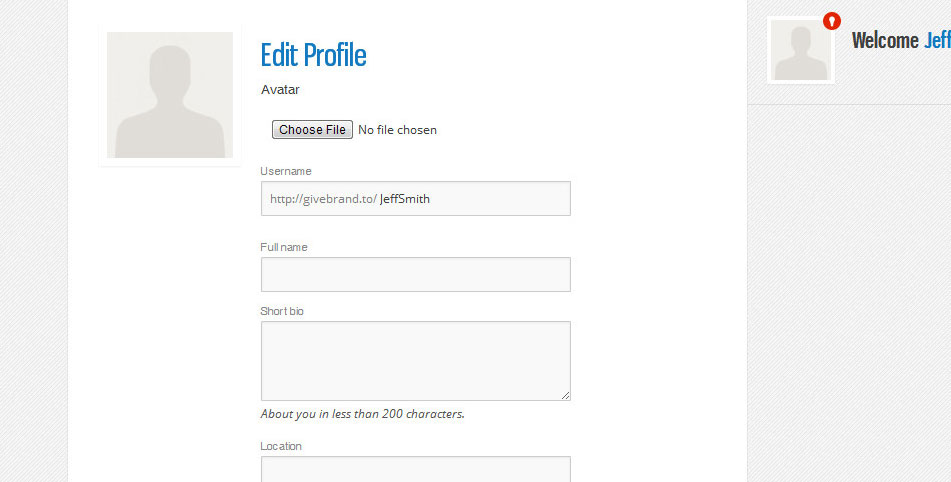 Edit Profile
Avatar
Choose File No file chosen
Username
http://givebrand.to/ JeffSmith
Full name
Short bio
About you in less than 200 characters.
Location
Welcome Jeff